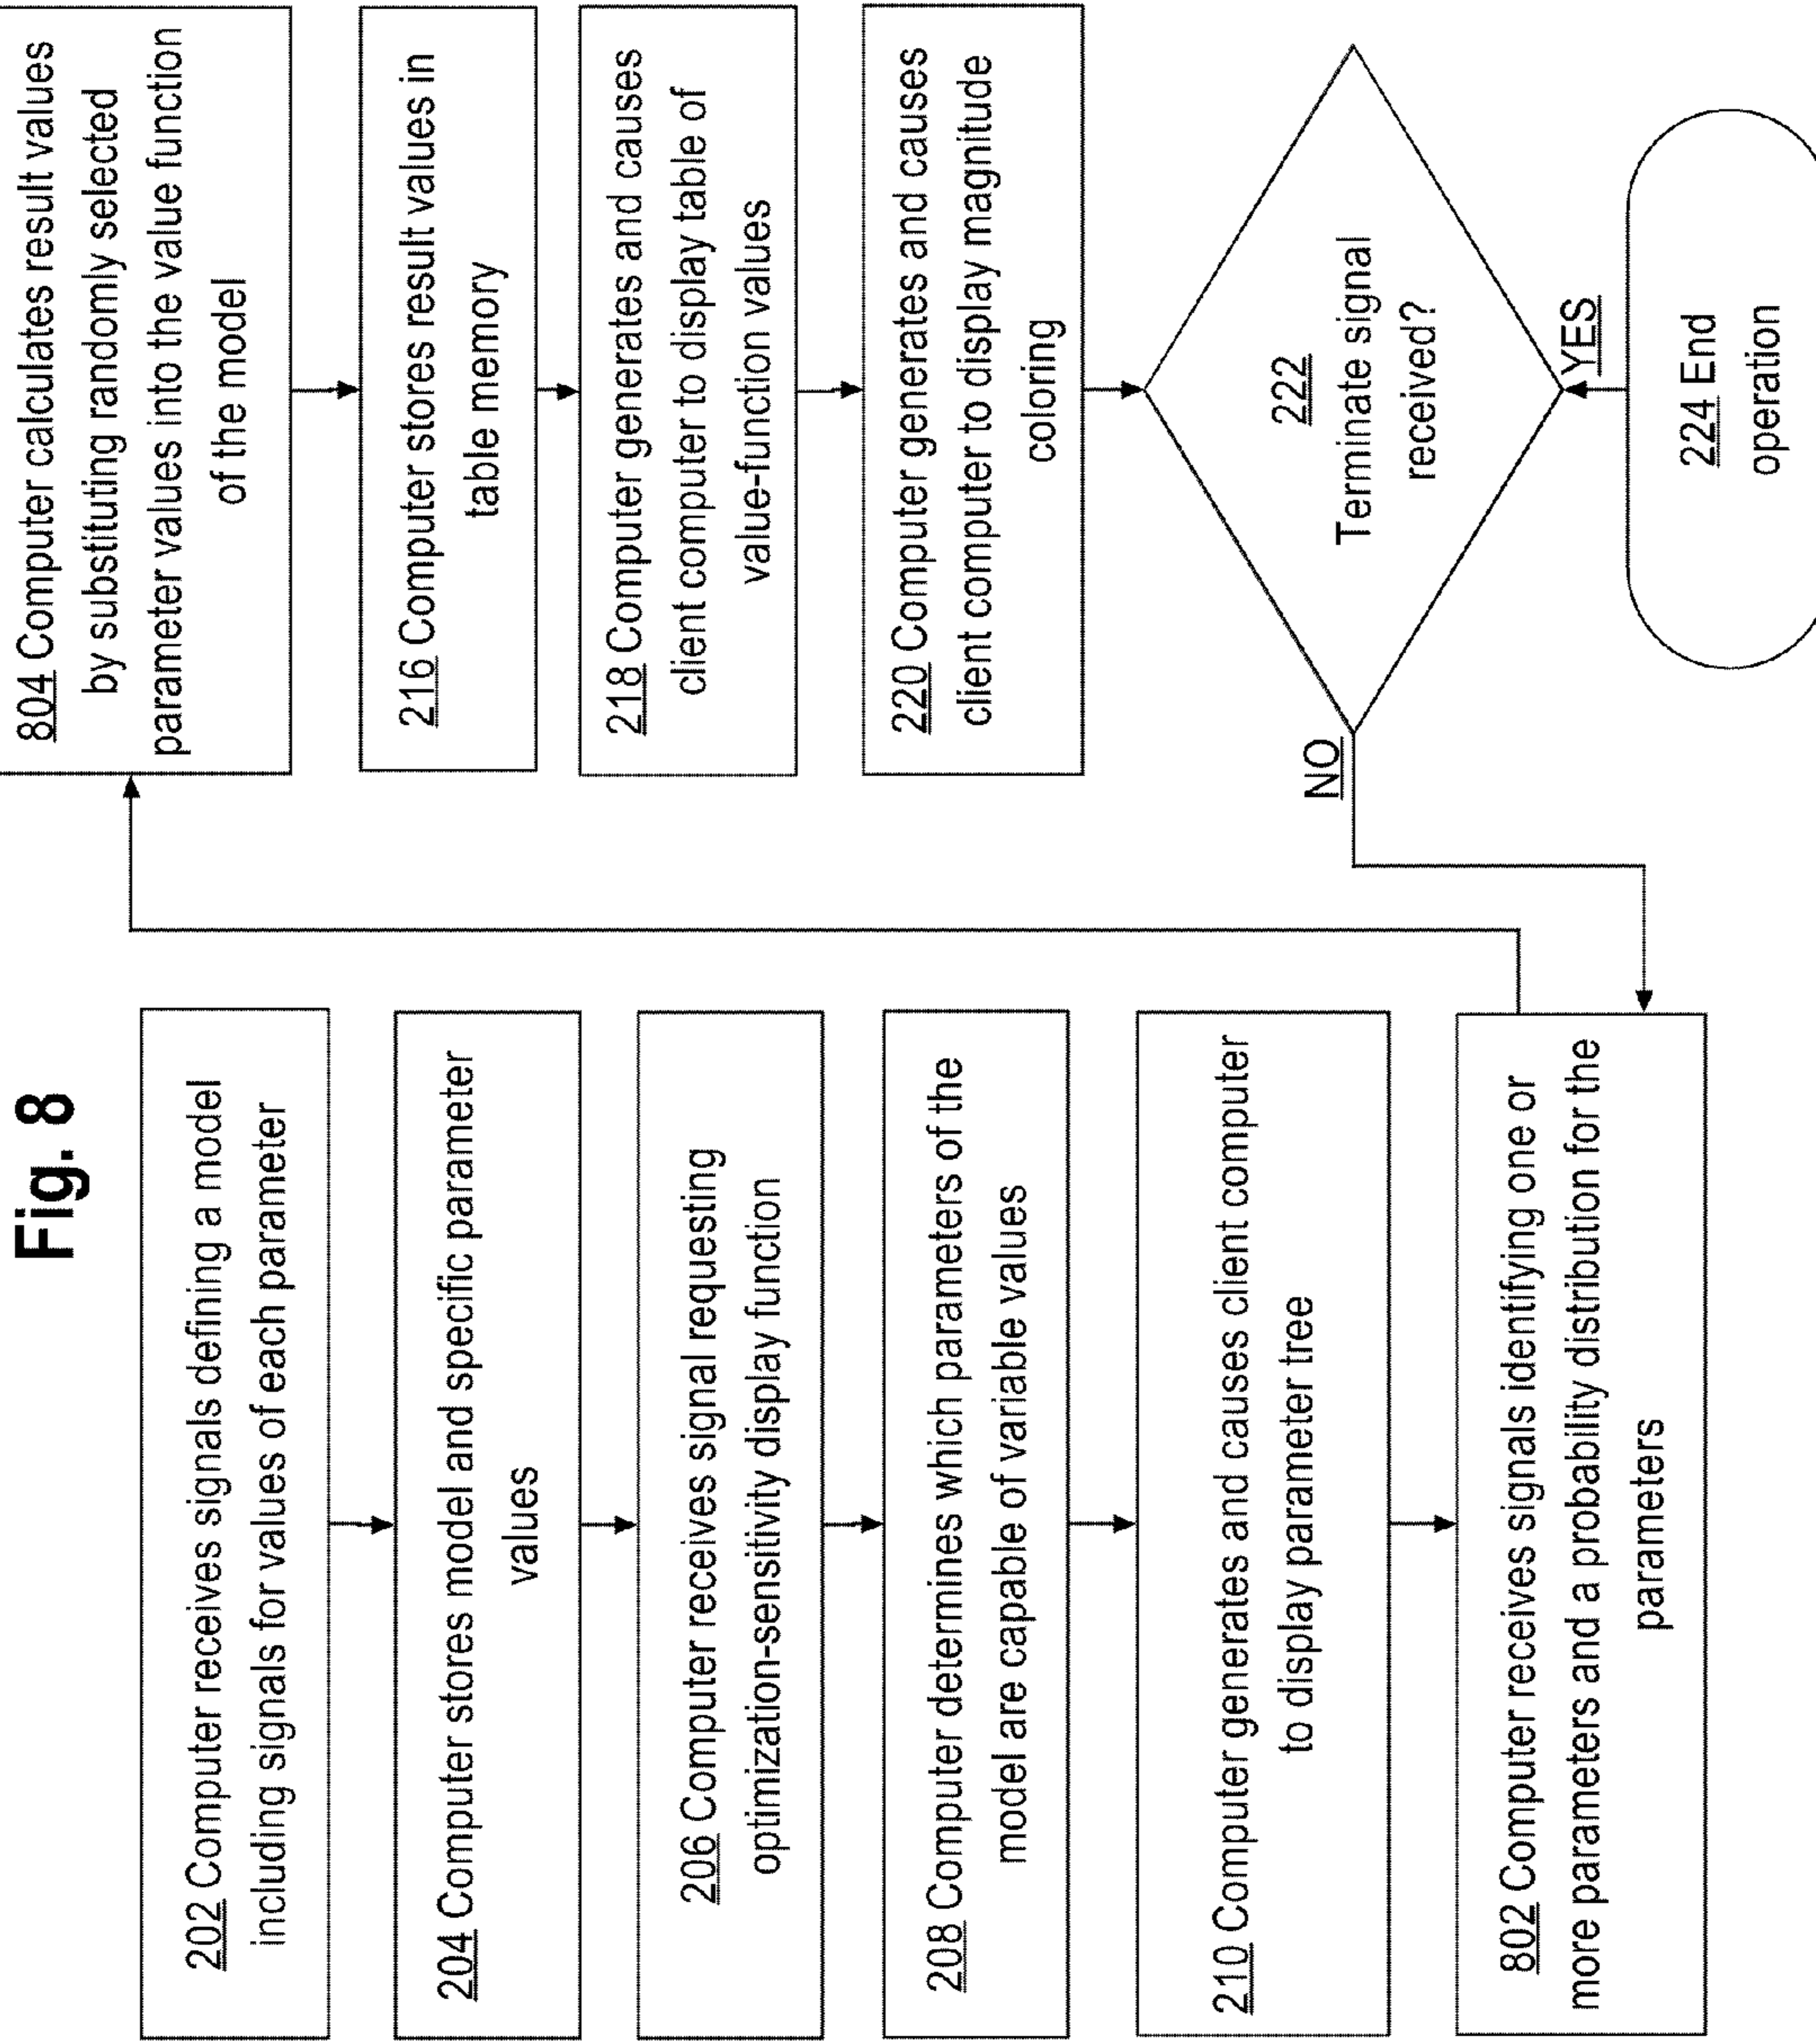 Fig. 8
202 Computer receives signals defining a model
including signals for values of each parameter
204 Computer stores model and specific parameter
values
206 Computer receives signal requesting
optimization-sensitivity display function
208 Computer determines which parameters of the
model are capable of variable values
210 Computer generates and causes client computer
to display parameter tree
802 Computer receives signals identifying one or
more parameters and a probability distribution for the
parameters
804 Computer calculates result values
by substituting randomly selected
parameter values into the value function
of the model
216 Computer stores result values in
table memory
218 Computer generates and causes
client computer to display table of
value-function values
220 Computer generates and causes
client computer to display magnitude
coloring
222
Terminate signal
received?
NO
YES
224 End
operation